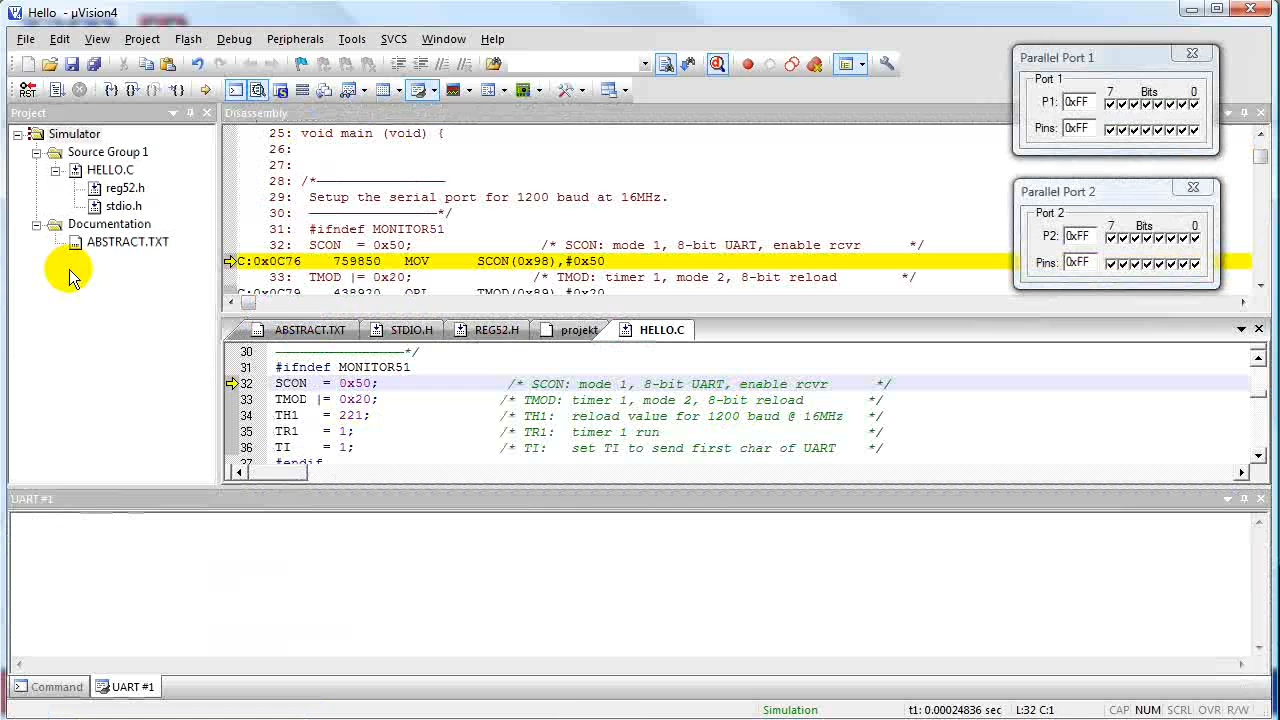 Hello - µVision4
File Edit View Project Flash Debug Peripherals Tools SVCS Window Help
RST
Project
Simulator
Source Group 1
HELLO.C
reg52.h
stdio.h
Documentation
ABSTRACT.TXT
Disassembly
25: void main (void) {
26:
27:
28: /*------------------------------------------------
29: Setup the serial port for 1200 baud at 16MHz.
30: ------------------------------------------------*/
31: #ifndef MONITOR51
32: SCON = 0x50; /* SCON: mode 1, 8-bit UART, enable rcvr */
C:0x0C76 759850 MOV SCON(0x98),#0x50
33: TMOD |= 0x20; /* TMOD: timer 1, mode 2, 8-bit reload */
C:0x0C79 438920 ORL TMOD(0x89),#0x20
Parallel Port 1
Port 1
7 Bits 0
P1: 0xFF
Pins: 0xFF
Parallel Port 2
Port 2
7 Bits 0
P2: 0xFF
Pins: 0xFF
ABSTRACT.TXT STDIO.H REG52.H projekt HELLO.C
30 ------------------------------------------------*/
31 #ifndef MONITOR51
32 SCON = 0x50; /* SCON: mode 1, 8-bit UART, enable rcvr */
33 TMOD |= 0x20; /* TMOD: timer 1, mode 2, 8-bit reload */
34 TH1 = 221; /* TH1: reload value for 1200 baud @ 16MHz */
35 TR1 = 1; /* TR1: timer 1 run */
36 TI = 1; /* TI: set TI to send first char of UART */
37 #endif
UART #1
Command UART #1
Simulation t1: 0.00024836 sec L:32 C:1 CAP NUM SCRL OVR R/W